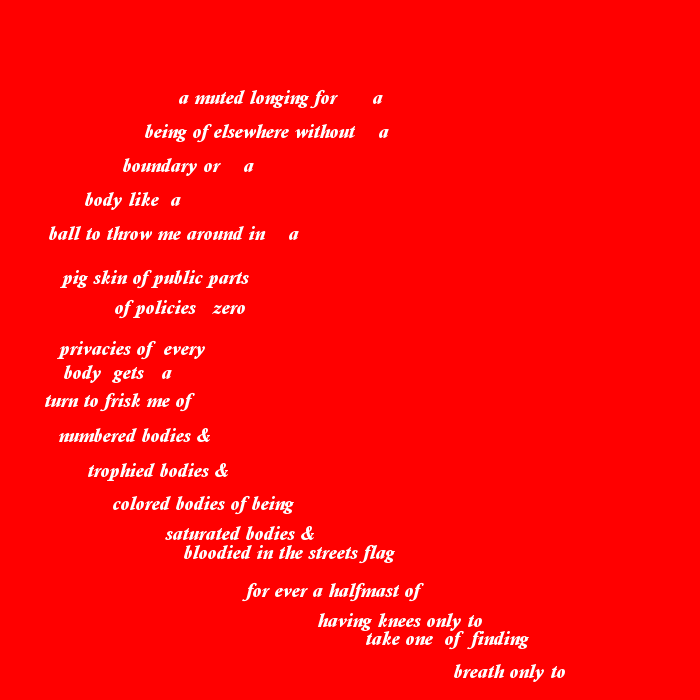 a muted longing for a
being of elsewhere without a
boundary or a
body like a
ball to throw me around in a
pig skin of public parts
of policies zero
privacies of every
body gets a
turn to frisk me of
numbered bodies &
trophied bodies &
colored bodies of being
saturated bodies &
bloodied in the streets flag
for ever a halfmast of
having knees only to
take one of finding
breath only to